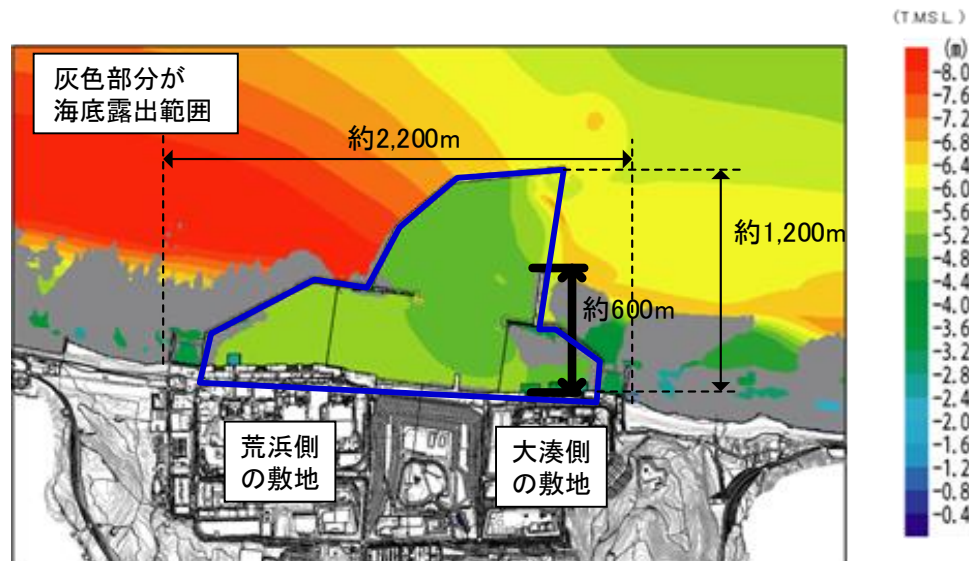 (T.M.S.L.)
(m)
灰色部分が
海底露出範囲
約2,200m
約1,200m
約600m
荒浜側
の敷地
大湊側
の敷地
-8.0
-7.6
-7.2
-6.8
-6.4
-6.0
-5.6
-5.2
-4.8
-4.4
-4.0
-3.6
-3.2
-2.8
-2.4
-2.0
-1.6
-1.2
-0.8
-0.4